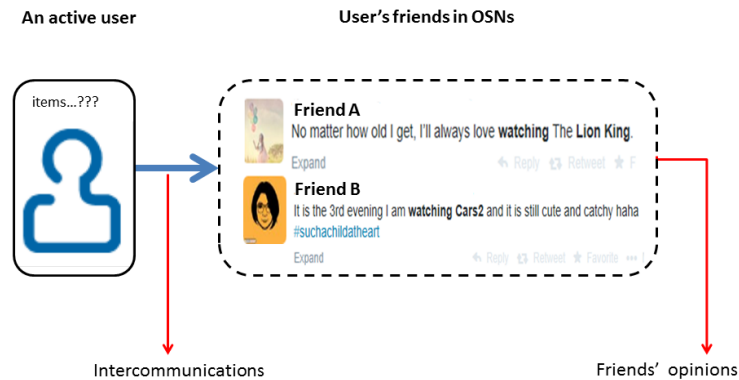 An active user
User's friends in OSNs
items...???
Friend A
No matter how old I get, I'll always love watching The Lion King.
Expand
Reply Retweet F
Friend B
It is the 3rd evening I am watching Cars2 and it is still cute and catchy haha
#suchachildatheart
Expand
Reply Retweet Favorite
Intercommunications
Friends' opinions